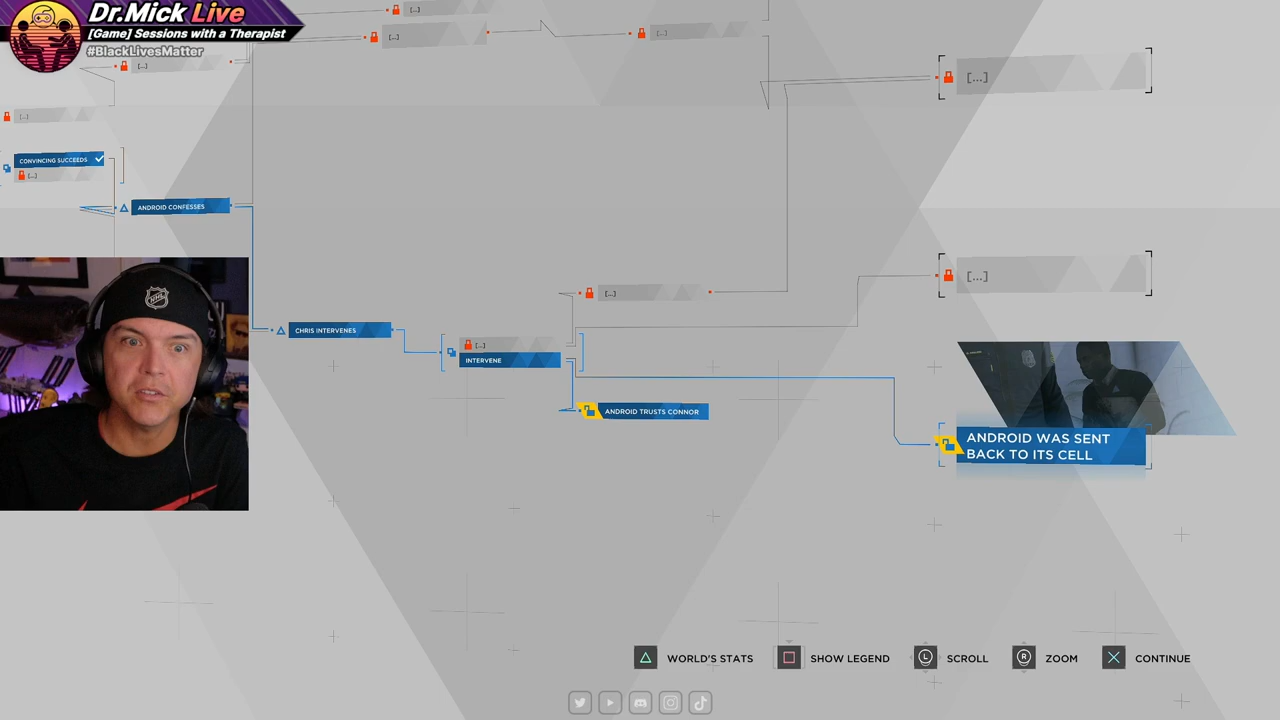 Dr.Mick Live
[Game] Sessions with a Therapist
#BlackLivesMatter
[...]
[...]
[...]
[...]
[...]
[...]
CONVINCING SUCCEEDS
[...]
ANDROID CONFESSES
[...]
[...]
CHRIS INTERVENES
[...]
INTERVENE
ANDROID TRUSTS CONNOR
ANDROID WAS SENT
BACK TO ITS CELL
WORLD'S STATS
SHOW LEGEND
L
SCROLL
R
ZOOM
CONTINUE
NHL